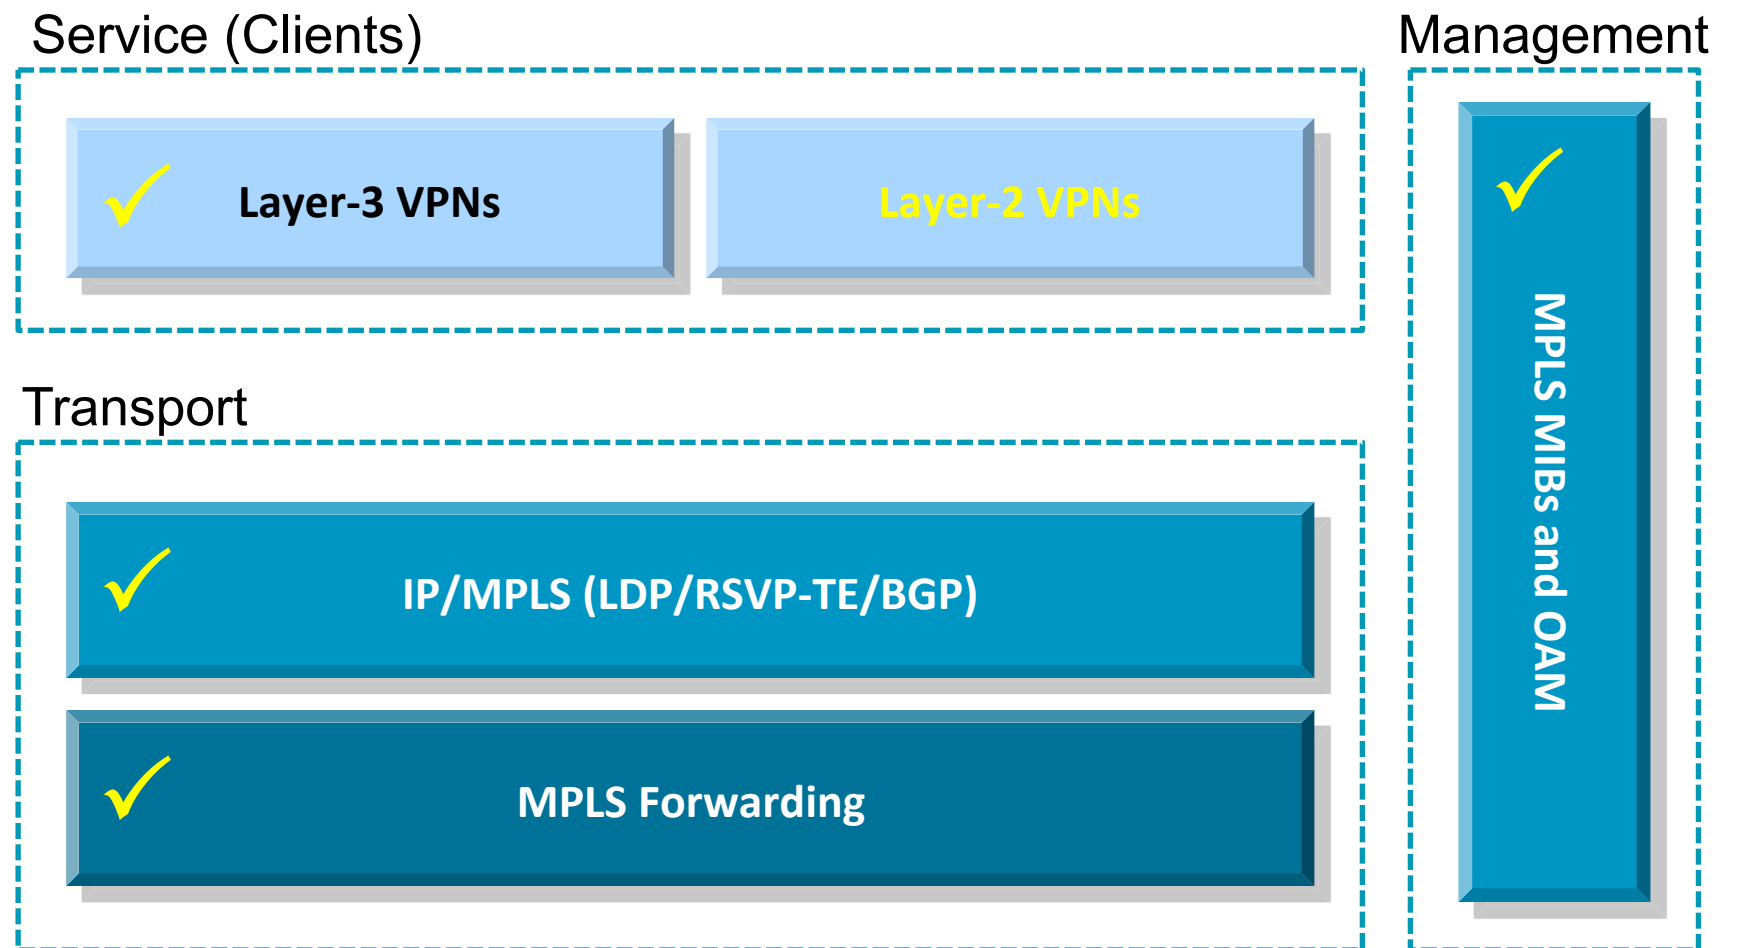 Service (Clients)
Management
Layer-3 VPNs
Layer-2 VPNs
MPLS MIBs and OAM
Transport
IP/MPLS (LDP/RSVP-TE/BGP)
MPLS Forwarding